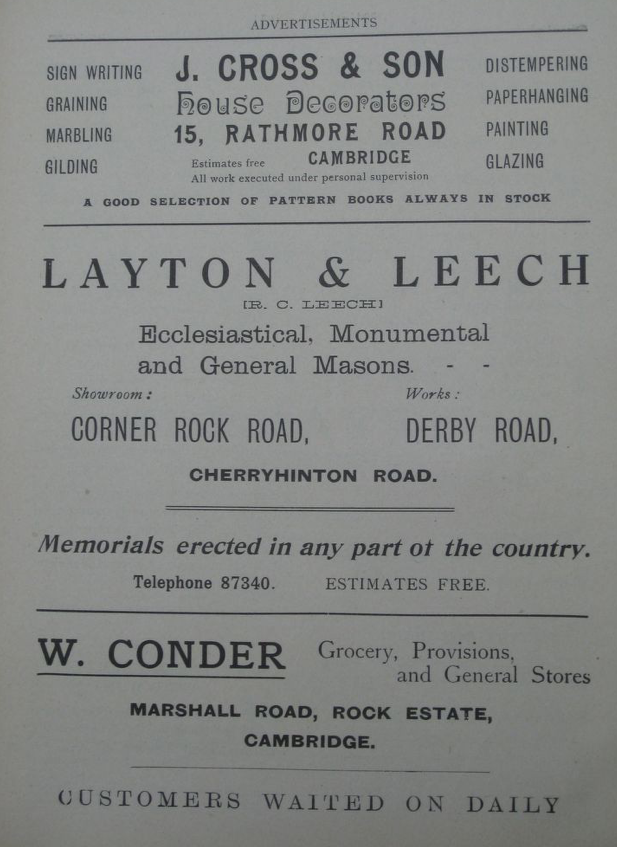 ADVERTISEMENTS
SIGN WRITING
GRAINING
MARBLING
GILDING
J. CROSS & SON
House Decorators
15, RATHMORE ROAD
Estimates free CAMBRIDGE
All work executed under personal supervision
DISTEMPERING
PAPERHANGING
PAINTING
GLAZING
A GOOD SELECTION OF PATTERN BOOKS ALWAYS IN STOCK
LAYTON & LEECH
[R. C. LEECH]
Ecclesiastical, Monumental
and General Masons. - -
Showroom : Works :
CORNER ROCK ROAD, DERBY ROAD,
CHERRYHINTON ROAD.
Memorials erected in any part of the country.
Telephone 87340. ESTIMATES FREE.
W. CONDER
Grocery, Provisions,
and General Stores
MARSHALL ROAD, ROCK ESTATE,
CAMBRIDGE.
CUSTOMERS WAITED ON DAILY